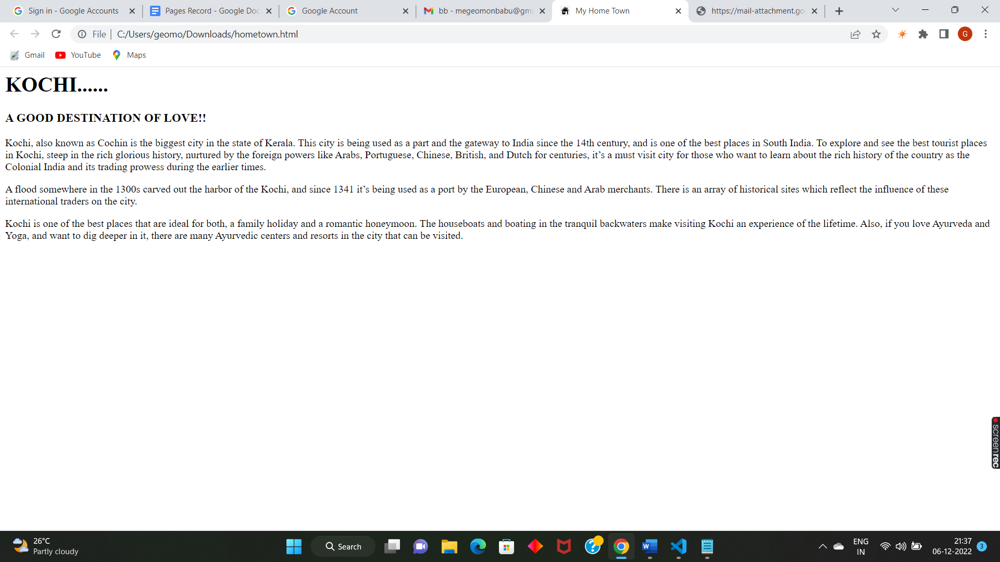 Sign in - Google Accounts
Pages Record - Google Doc
Google Account
bb - megeomonbabu@gma
My Home Town
https://mail-attachment.goo
File | C:/Users/geomo/Downloads/hometown.html
G
Gmail YouTube Maps
KOCHI......
A GOOD DESTINATION OF LOVE!!
Kochi, also known as Cochin is the biggest city in the state of Kerala. This city is being used as a part and the gateway to India since the 14th century, and is one of the best places in South India. To explore and see the best tourist places
in Kochi, steep in the rich glorious history, nurtured by the foreign powers like Arabs, Portuguese, Chinese, British, and Dutch for centuries, it’s a must visit city for those who want to learn about the rich history of the country as the
Colonial India and its trading prowess during the earlier times.
A flood somewhere in the 1300s carved out the harbor of the Kochi, and since 1341 it’s being used as a port by the European, Chinese and Arab merchants. There is an array of historical sites which reflect the influence of these
international traders on the city.
Kochi is one of the best places that are ideal for both, a family holiday and a romantic honeymoon. The houseboats and boating in the tranquil backwaters make visiting Kochi an experience of the lifetime. Also, if you love Ayurveda and
Yoga, and want to dig deeper in it, there are many Ayurvedic centers and resorts in the city that can be visited.
screenrec
26°C
Partly cloudy
Search
ENG
IN
21:37
06-12-2022
3